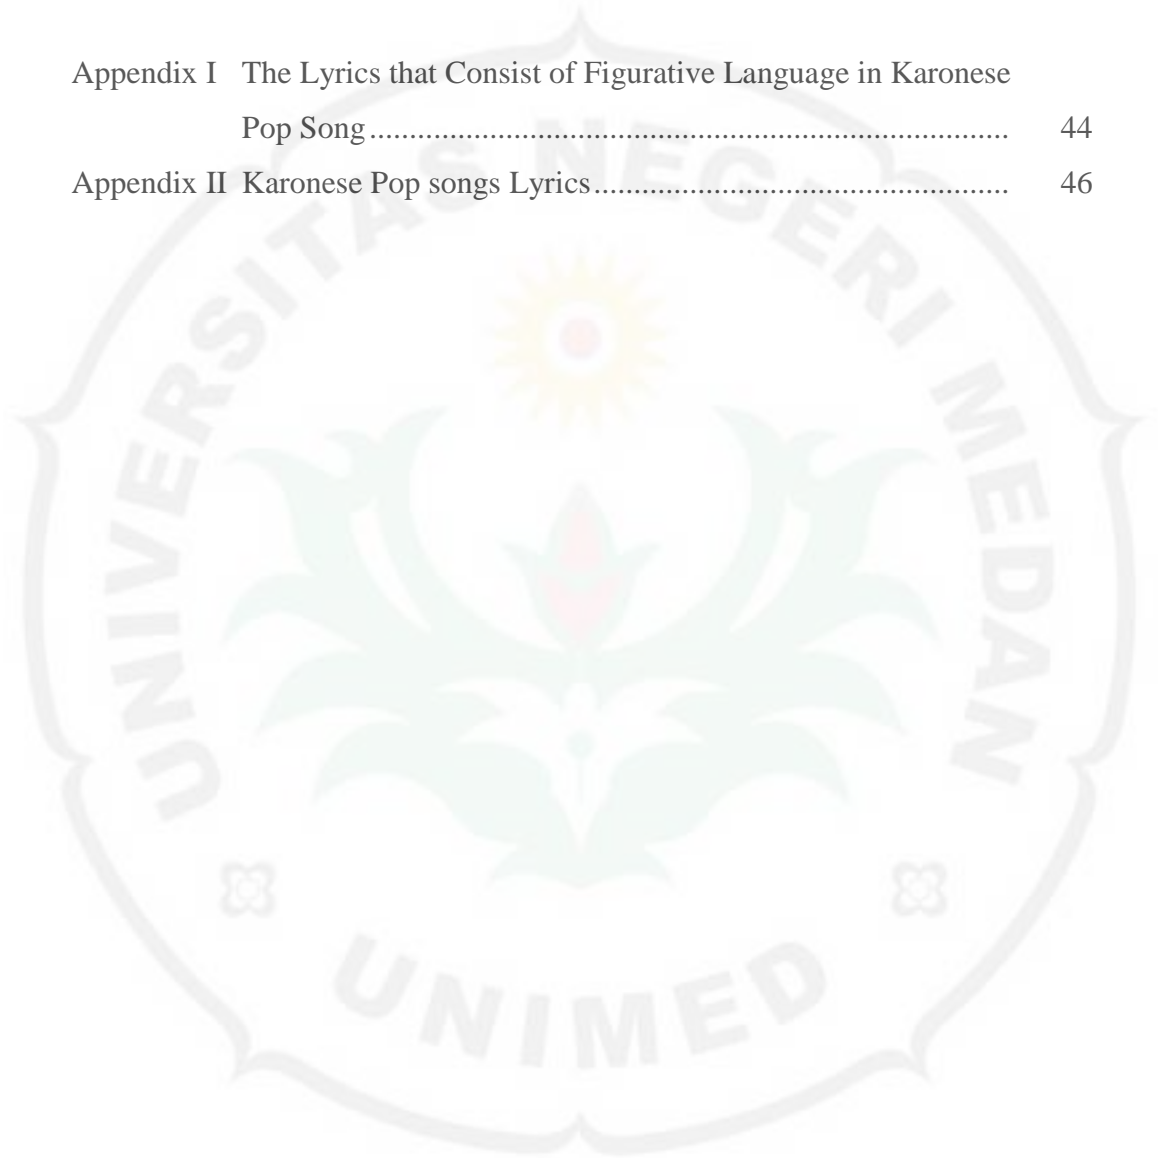 Appendix I The Lyrics that Consist of Figurative Language in Karonese
Pop Song................................................................................ 44
Appendix II Karonese Pop songs Lyrics.................................................... 46
UNIVERSITAS NEGERI MEDAN
UNIMED